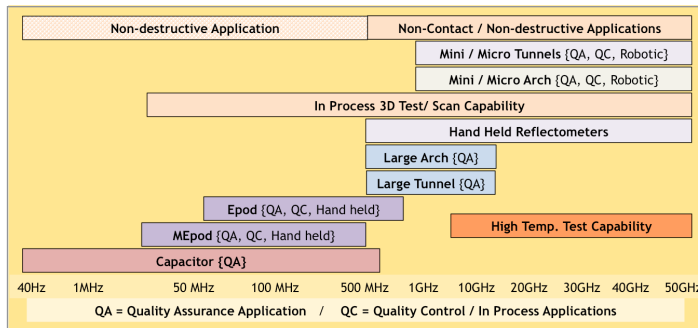 Non-destructive Application
Non-Contact / Non-destructive Applications
Mini / Micro Tunnels {QA, QC, Robotic}
Mini / Micro Arch {QA, QC, Robotic}
In Process 3D Test/ Scan Capability
Hand Held Reflectometers
Large Arch {QA}
Large Tunnel {QA}
Epod {QA, QC, Hand held}
MEpod {QA, QC, Hand held}
High Temp. Test Capability
Capacitor {QA}
40Hz 1MHz 50 MHz 100 MHz 500 MHz 1GHz 10GHz 20GHz 30GHz 40GHz 50GHz
QA = Quality Assurance Application / QC = Quality Control / In Process Applications